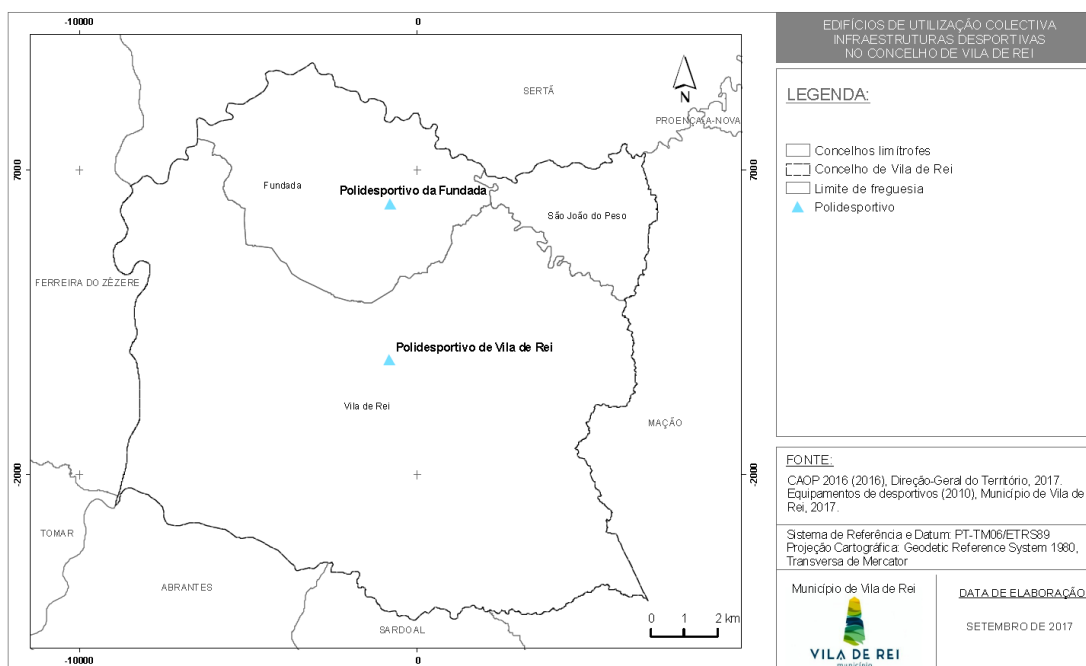 -10000
0
7000
-2000
7000
-2000
-10000
0
N
SERTÃ
PROENÇA-A-NOVA
Fundada
Polidesportivo da Fundada
São João do Peso
FERREIRA DO ZÊZERE
Polidesportivo de Vila de Rei
Vila de Rei
MAÇÃO
TOMAR
ABRANTES
SARDOAL
0 1 2 km
EDIFÍCIOS DE UTILIZAÇÃO COLECTIVA
INFRAESTRUTURAS DESPORTIVAS
NO CONCELHO DE VILA DE REI
LEGENDA:
Concelhos limítrofes
Concelho de Vila de Rei
Limite de freguesia
Polidesportivo
FONTE:
CAOP 2016 (2016), Direção-Geral do Território, 2017.
Equipamentos de desportivos (2010), Município de Vila de
Rei, 2017.
Sistema de Referência e Datum: PT-TM06/ETRS89
Projeção Cartográfica: Geodetic Reference System 1980,
Transversa de Mercator
Município de Vila de Rei
VILA DE REI
município
DATA DE ELABORAÇÃO:
SETEMBRO DE 2017